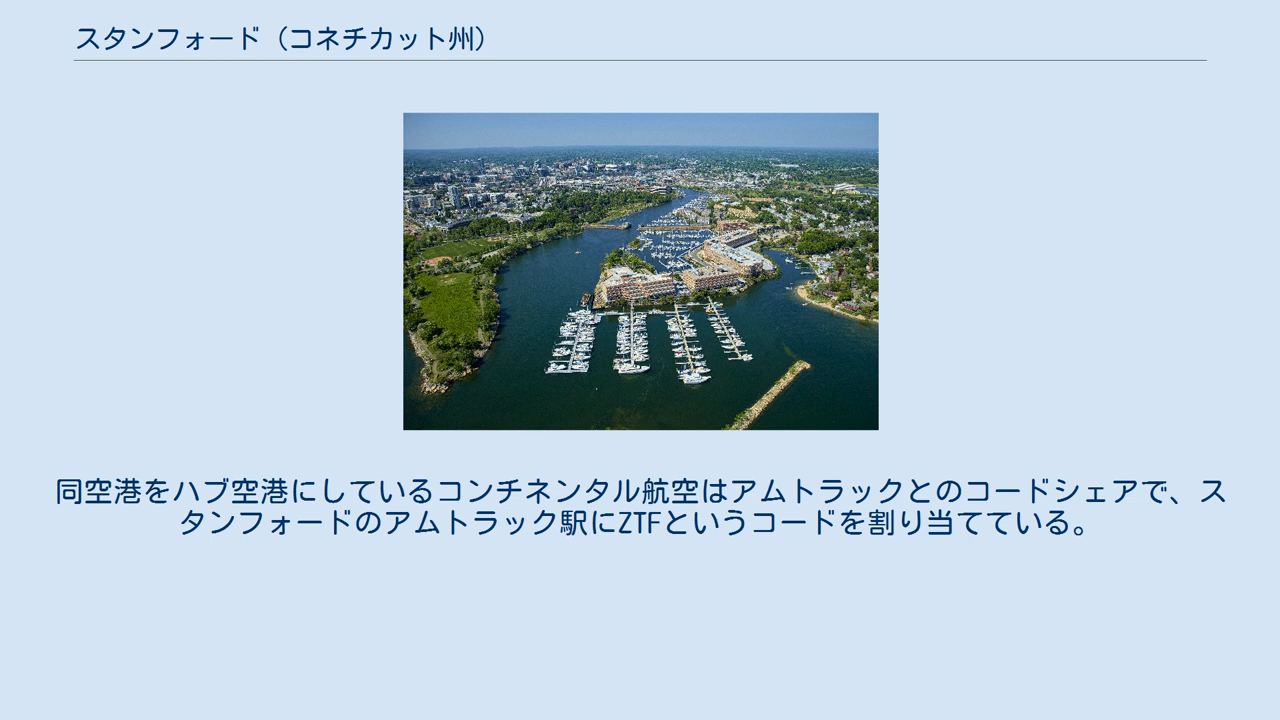 スタンフォード（コネチカット州）
同空港をハブ空港にしているコンチネンタル航空はアムトラックとのコードシェアで、ス
タンフォードのアムトラック駅にZTFというコードを割り当てている。